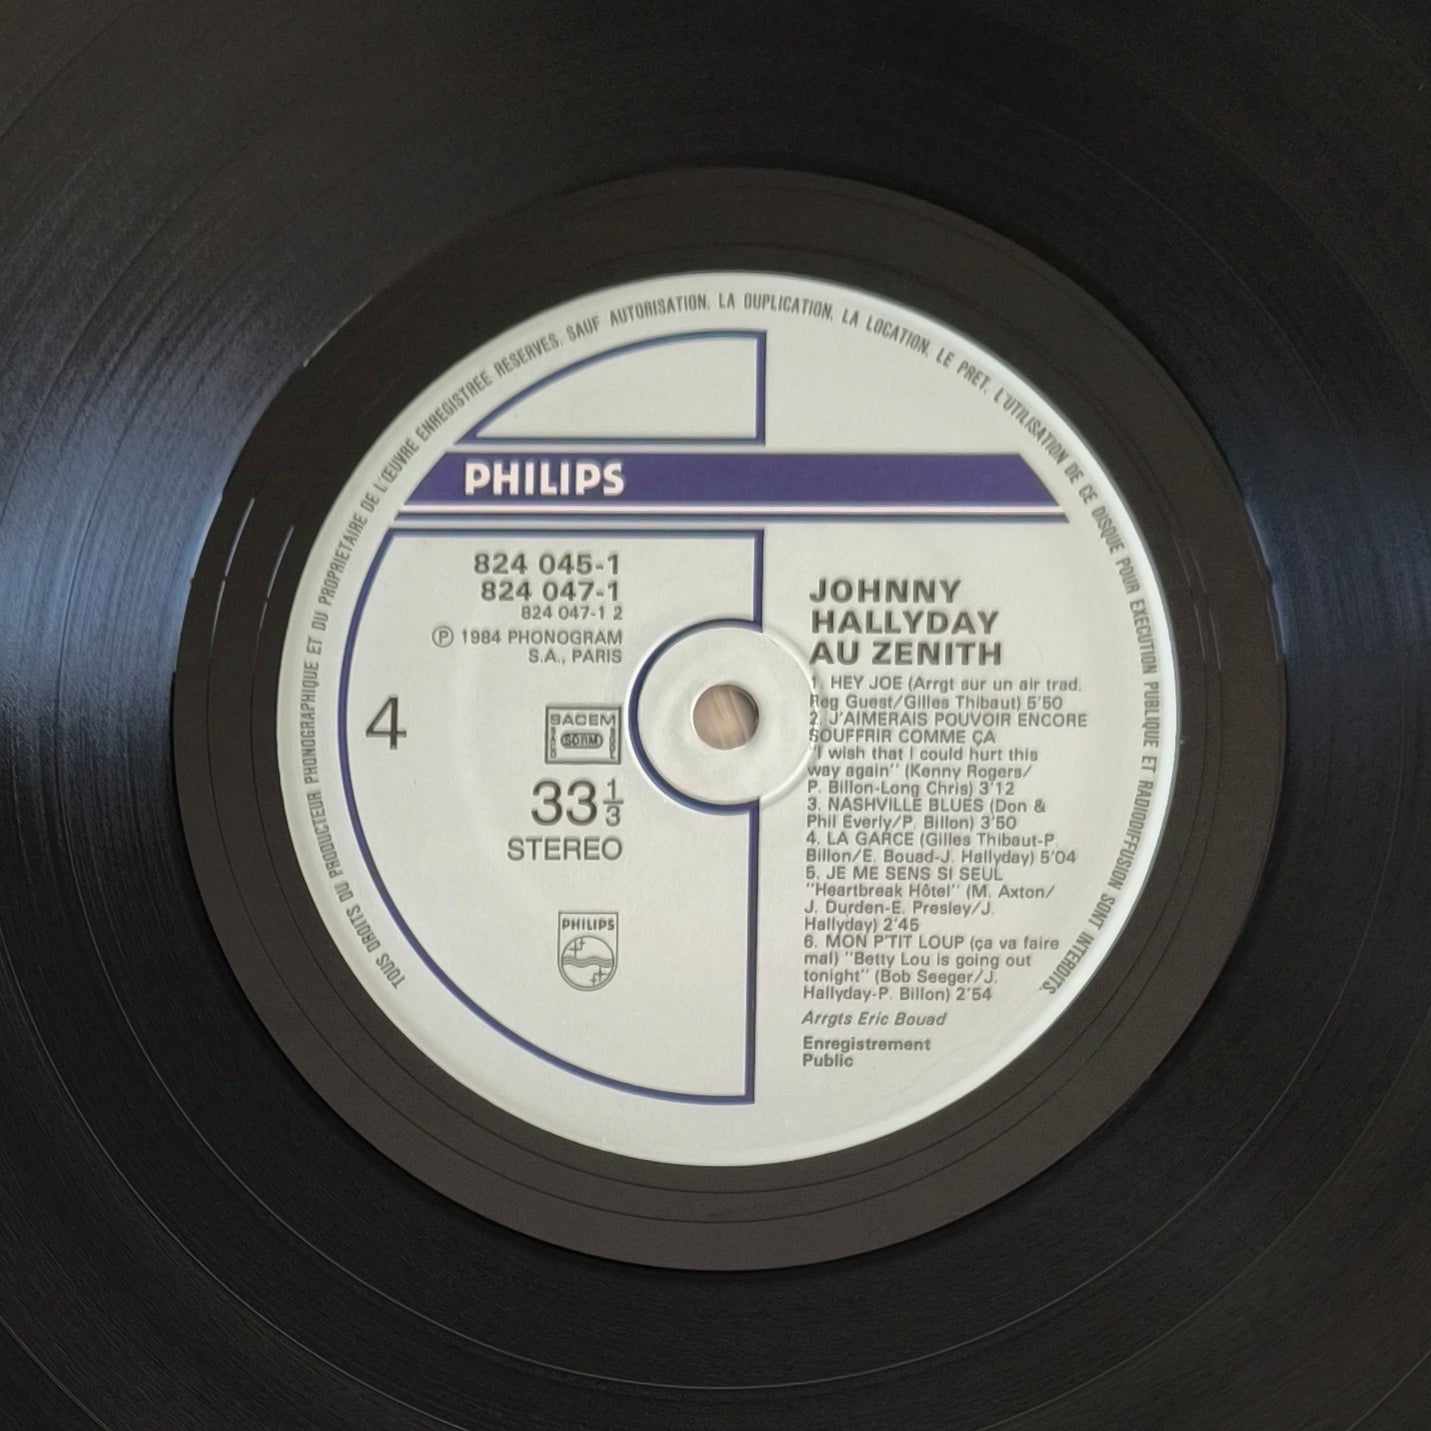 TOUS DROITS DU PRODUCTEUR PHONOGRAPHIQUE ET DU PROPRIETAIRE DE L'ŒUVRE ENREGISTREE RESERVES. SAUF AUTORISATION, LA DUPLICATION, LA LOCATION, LE PRET, L'UTILISATION DE CE DISQUE POUR EXECUTION PUBLIQUE ET RADIODIFFUSION SONT INTERDITS.
PHILIPS
824 045-1
824 047-1
824 047-1 2
Ⓟ 1984 PHONOGRAM
S.A., PARIS
4
SACEM
SDRM
33 1/3
STEREO
PHILIPS
JOHNNY
HALLYDAY
AU ZENITH
1. HEY JOE (Arrgt sur un air trad.
Reg Guest/Gilles Thibaut) 5'50
2. J'AIMERAIS POUVOIR ENCORE
SOUFFRIR COMME ÇA
"I wish that I could hurt this
way again" (Kenny Rogers/
P. Billon-Long Chris) 3'12
3. NASHVILLE BLUES (Don &
Phil Everly/P. Billon) 3'50
4. LA GARCE (Gilles Thibaut-P.
Billon/E. Bouad-J. Hallyday) 5'04
5. JE ME SENS SI SEUL
"Heartbreak Hôtel" (M. Axton/
J. Durden-E. Presley/J.
Hallyday) 2'45
6. MON P'TIT LOUP (ça va faire
mal) "Betty Lou is going out
tonight" (Bob Seeger/J.
Hallyday-P. Billon) 2'54
Arrgts Eric Bouad
Enregistrement
Public